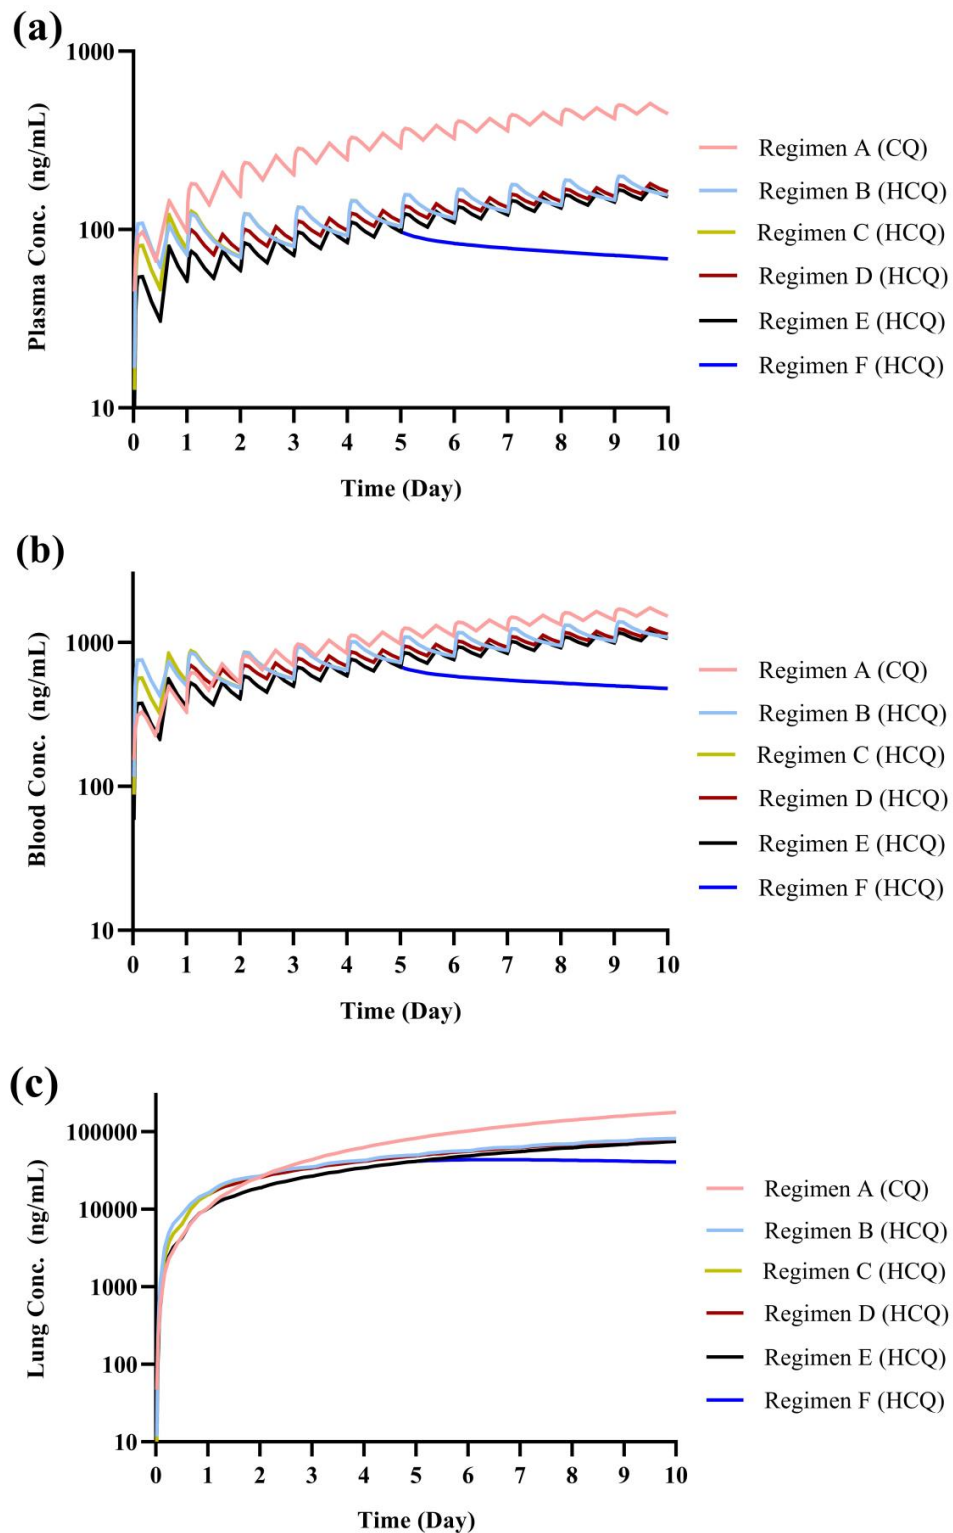 (a)
Plasma Conc. (ng/mL)
1000
100
10
0 1 2 3 4 5 6 7 8 9 10
Time (Day)
Regimen A (CQ)
Regimen B (HCQ)
Regimen C (HCQ)
Regimen D (HCQ)
Regimen E (HCQ)
Regimen F (HCQ)
(b)
Blood Conc. (ng/mL)
1000
100
10
0 1 2 3 4 5 6 7 8 9 10
Time (Day)
Regimen A (CQ)
Regimen B (HCQ)
Regimen C (HCQ)
Regimen D (HCQ)
Regimen E (HCQ)
Regimen F (HCQ)
(c)
Lung Conc. (ng/mL)
100000
10000
1000
100
10
0 1 2 3 4 5 6 7 8 9 10
Time (Day)
Regimen A (CQ)
Regimen B (HCQ)
Regimen C (HCQ)
Regimen D (HCQ)
Regimen E (HCQ)
Regimen F (HCQ)